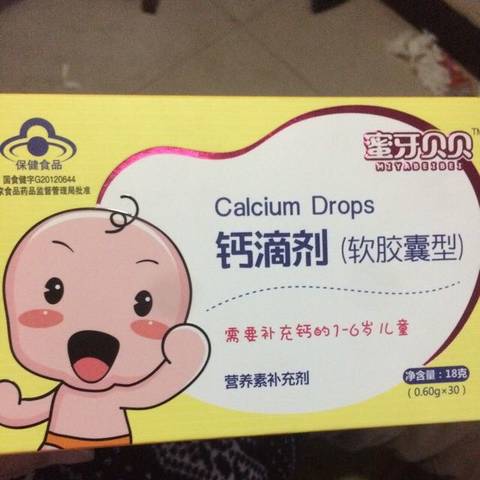 保健食品
国食健字G20120644
家食品药品监督管理局批准
蜜牙贝贝™
MIYABEIBEI
Calcium Drops
钙滴剂（软胶囊型）
需要补充钙的1-6岁儿童
营养素补充剂
净含量：18克
（0.60g×30）